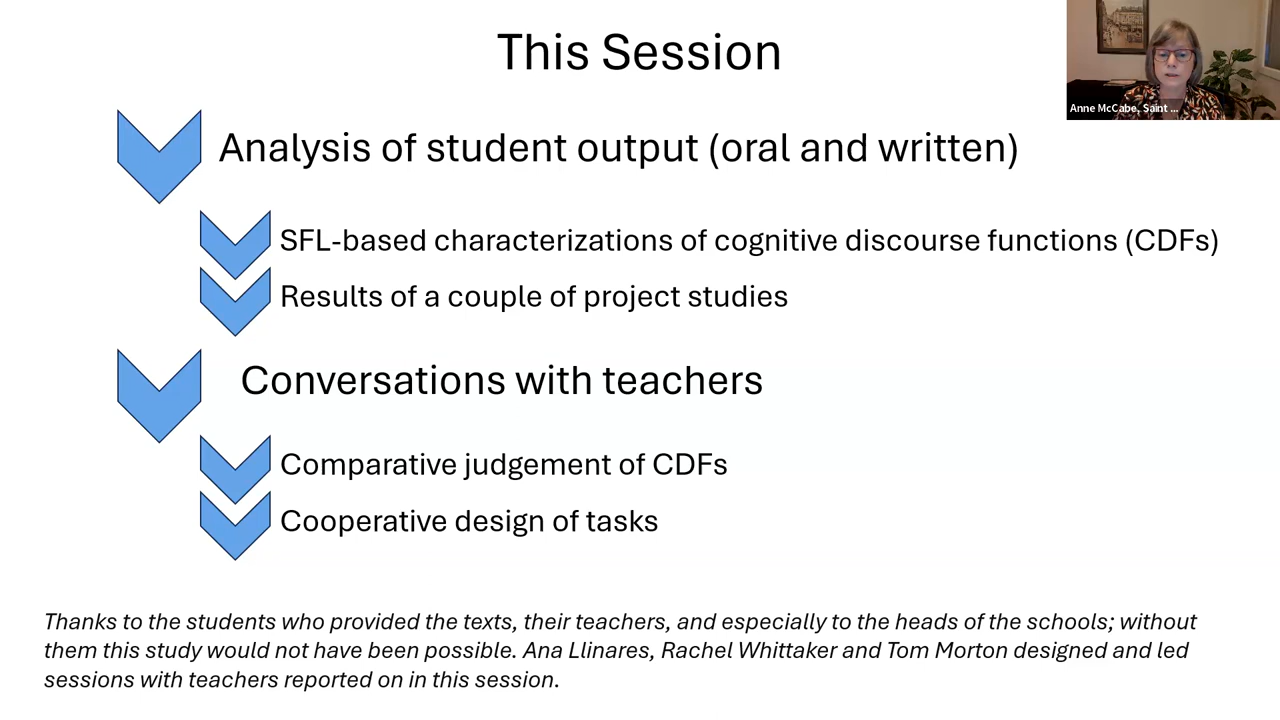 This Session
Anne McCabe, Saint ...
Analysis of student output (oral and written)
SFL-based characterizations of cognitive discourse functions (CDFs)
Results of a couple of project studies
Conversations with teachers
Comparative judgement of CDFs
Cooperative design of tasks
Thanks to the students who provided the texts, their teachers, and especially to the heads of the schools; without
them this study would not have been possible. Ana Llinares, Rachel Whittaker and Tom Morton designed and led
sessions with teachers reported on in this session.